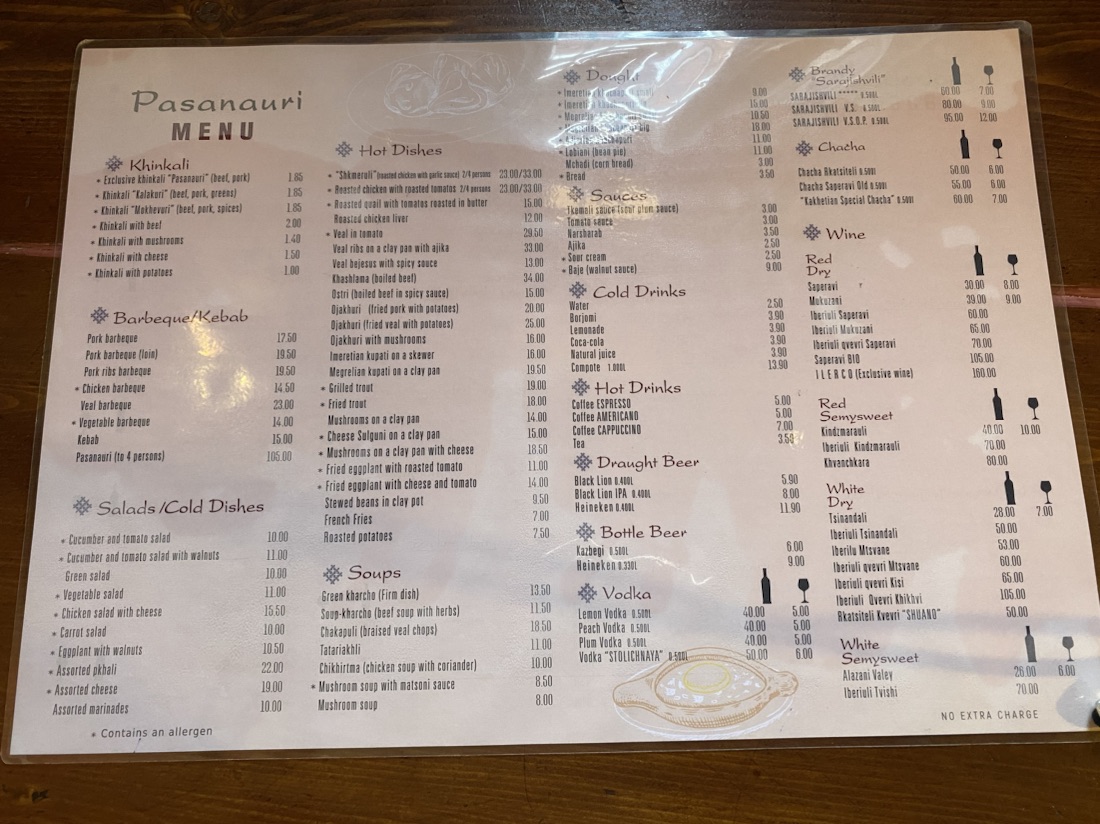 Pasanauri
MENU
Khinkali
* Exclusive khinkali "Pasanauri" (beef, pork) 1.85
* Khinkali "Kalakuri" (beef, pork, greens) 1.85
* Khinkali "Mokhevuri" (beef, pork, spices) 1.85
* Khinkali with beef 2.00
* Khinkali with mushrooms 1.40
* Khinkali with cheese 1.50
* Khinkali with potatoes 1.00
Barbeque/Kebab
Pork barbeque 17.50
Pork barbeque (loin) 19.50
Pork ribs barbeque 19.50
* Chicken barbeque 14.50
Veal barbeque 23.00
* Vegetable barbeque 14.00
Kebab 15.00
Pasanauri (to 4 persons) 105.00
Salads /Cold Dishes
* Cucumber and tomato salad 10.00
* Cucumber and tomato salad with walnuts 11.00
Green salad 10.00
* Vegetable salad 11.00
* Chicken salad with cheese 15.50
* Carrot salad 10.00
* Eggplant with walnuts 10.50
* Assorted pkhali 22.00
* Assorted cheese 19.00
Assorted marinades 10.00
* Contains an allergen
Hot Dishes
* "Shkmeruli" (roasted chicken with garlic sauce) 2/4 persons 23.00/33.00
* Roasted chicken with roasted tomatos 2/4 persons 23.00/33.00
* Roasted quail with tomatos roasted in butter 15.00
Roasted chicken liver 12.00
* Veal in tomato 29.50
Veal ribs on a clay pan with ajika 33.00
Veal bejesus with spicy sauce 13.00
Khashlama (boiled beef) 34.00
Ostri (boiled beef in spicy sauce) 15.00
Ojakhuri (fried pork with potatoes) 20.00
Ojakhuri (fried veal with potatoes) 25.00
Ojakhuri with mushrooms 16.00
Imeretian kupati on a skewer 16.00
Megrelian kupati on a clay pan 19.50
* Grilled trout 19.00
* Fried trout 18.00
Mushrooms on a clay pan 14.00
* Cheese Sulguni on a clay pan 15.00
* Mushrooms on a clay pan with cheese 18.50
* Fried eggplant with roasted tomato 11.00
* Fried eggplant with cheese and tomato 14.00
Stewed beans in clay pot 9.50
French Fries 7.00
Roasted potatoes 7.50
Soups
Green kharcho (Firm dish) 13.50
Soup-kharcho (beef soup with herbs) 11.50
Chakapuli (braised veal chops) 18.50
Tatariakhli 11.00
Chikhirtma (chicken soup with coriander) 10.00
* Mushroom soup with matsoni sauce 8.50
Mushroom soup 8.00
Dought
* Imeretian 9.00
* Imeretian 15.00
* Megrelian 10.50
* 18.00
* 11.00
* Lobiani (bean pie) 11.00
Mchadi (corn bread) 3.00
* Bread 3.50
Sauces
Tkemali sauce (sour plum sauce) 3.00
Tomato sauce 3.00
Narsharab 3.50
Ajika 2.50
* Sour cream 2.50
* Baje (walnut sauce) 9.00
Cold Drinks
Water 2.50
Borjomi 3.90
Lemonade 3.90
Coca-cola 3.90
Natural juice 3.90
Compote 1.000L 13.90
Hot Drinks
Coffee ESPRESSO 5.00
Coffee AMERICANO 5.00
Coffee CAPPUCCINO 7.00
Tea 3.50
Draught Beer
Black Lion 0.400L 5.90
Black Lion IPA 0.400L 8.00
Heineken 0.400L 11.90
Bottle Beer
Kazbegi 0.500L 6.00
Heineken 0.330L 9.00
Vodka
Lemon Vodka 0.500L 40.00 5.00
Peach Vodka 0.500L 40.00 5.00
Plum Vodka 0.500L 40.00 5.00
Vodka "STOLICHNAYA" 0.500L 50.00 6.00
Brandy
"Sarajishvili"
SARAJISHVILI ***** 0.500L 60.00 7.00
SARAJISHVILI V.S. 0.500L 80.00 9.00
SARAJISHVILI V.S.O.P. 0.500L 95.00 12.00
Chacha
Chacha Rkatsiteli 0.500L 50.00 6.00
Chacha Saperavi Old 0.500L 55.00 6.00
"Kakhetian Special Chacha" 0.500L 60.00 7.00
Wine
Red
Dry
Saperavi 30.00 8.00
Mukuzani 39.00 9.00
Iberiuli Saperavi 60.00
Iberiuli Mukuzani 65.00
Iberiuli qvevri Saperavi 70.00
Saperavi BIO 105.00
I L E R C O (Exclusive wine) 160.00
Red
Semysweet
Kindzmarauli 40.00 10.00
Iberiuli Kindzmarauli 70.00
Khvanchkara 80.00
White
Dry
Tsinandali 28.00 7.00
Iberiuli Tsinandali 50.00
Iberilu Mtsvane 53.00
Iberiuli qvevri Mtsvane 60.00
Iberiuli qvevri Kisi 65.00
Iberiuli Qvevri Khikhvi 105.00
Rkatsiteli Kvevri "SHUANO" 50.00
White
Semysweet
Alazani Valey 26.00 6.00
Iberiuli Tvishi 70.00
NO EXTRA CHARGE